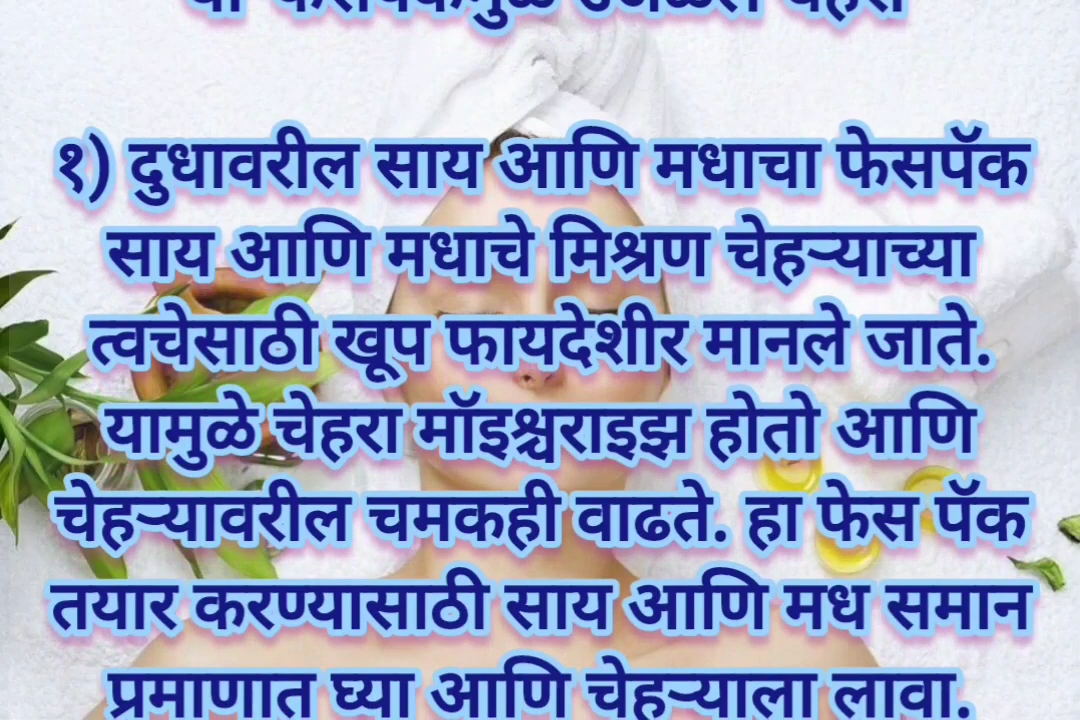 १) दुधावरील साय आणि मधाचा फेसपॅक
साय आणि मधाचे मिश्रण चेहऱ्याच्या
त्वचेसाठी खूप फायदेशीर मानले जाते.
यामुळे चेहरा मॉइश्चराइझ होतो आणि
चेहऱ्यावरील चमकही वाढते. हा फेस पॅक
तयार करण्यासाठी साय आणि मध समान
प्रमाणात घ्या आणि चेहऱ्याला लावा.